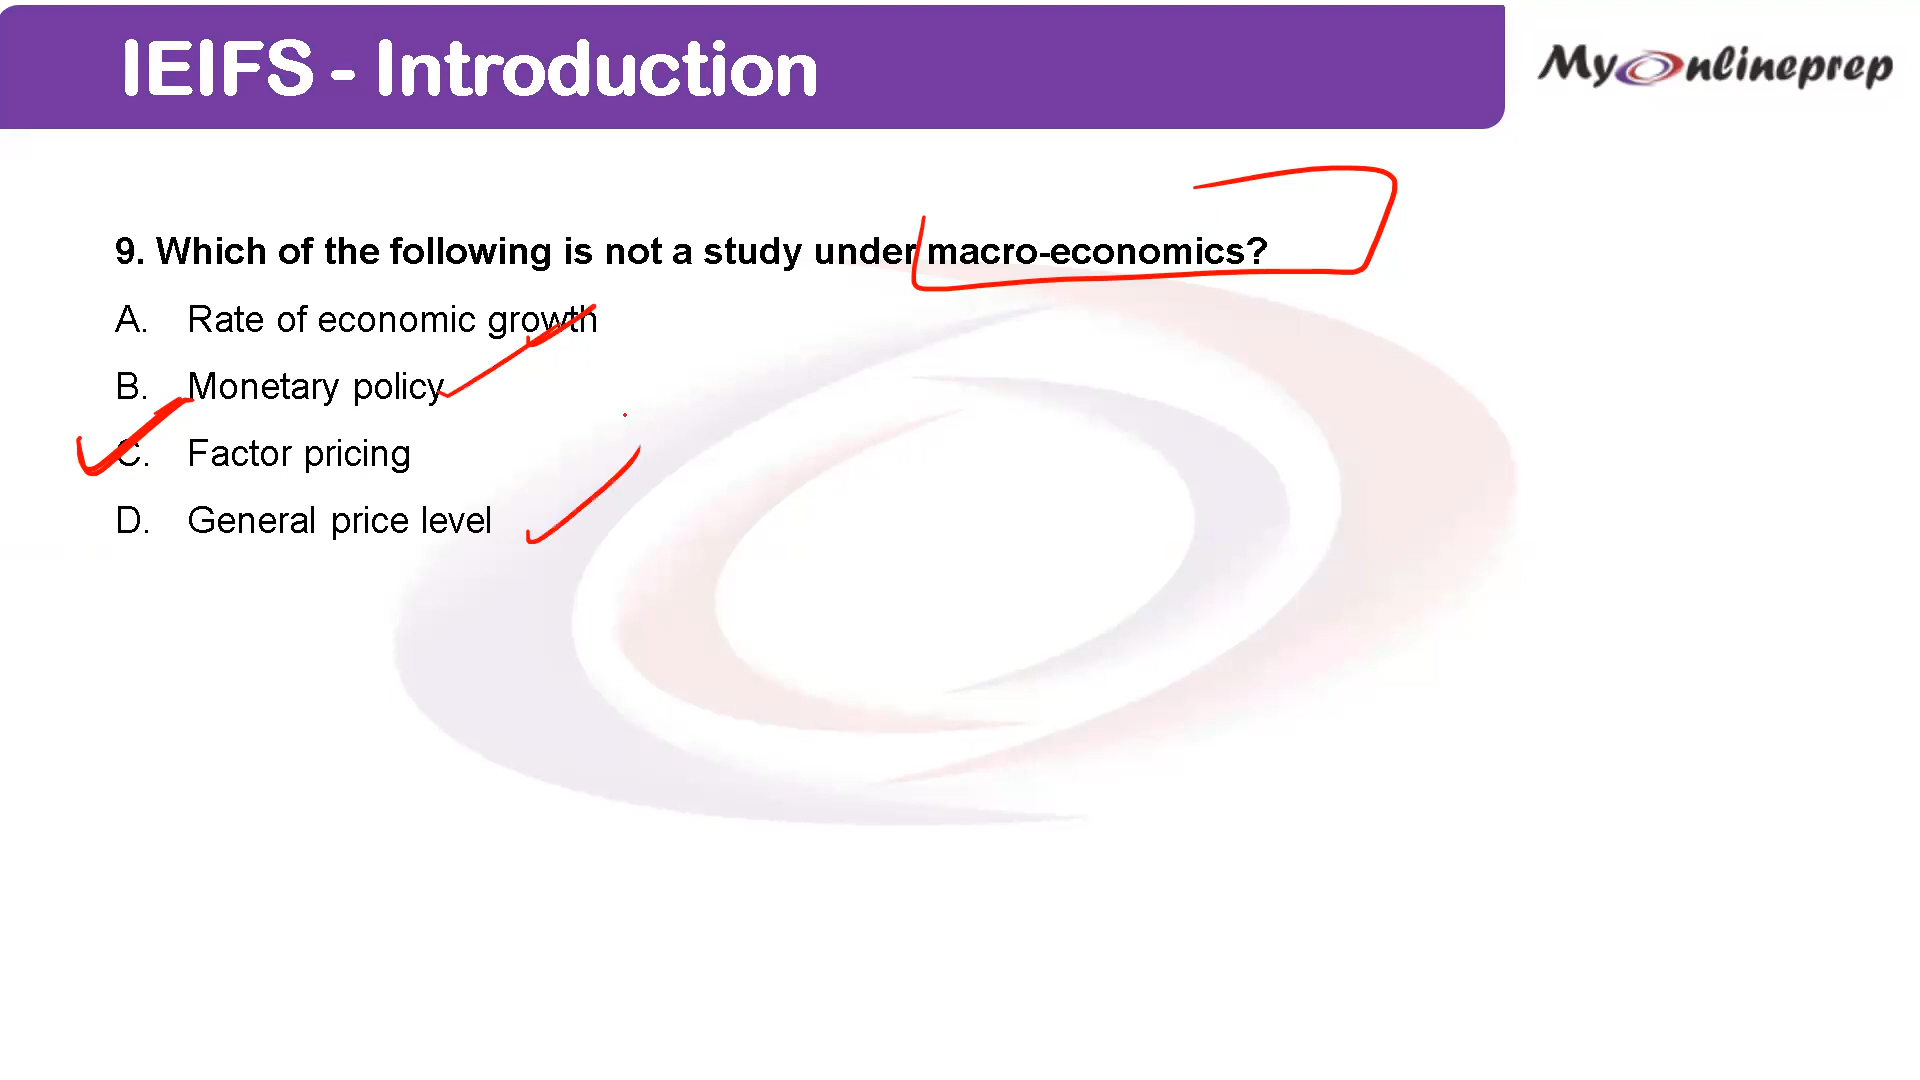 IEIFS - Introduction
MyOnlineprep
9. Which of the following is not a study under macro-economics?
A. Rate of economic growth
B. Monetary policy
C. Factor pricing
D. General price level